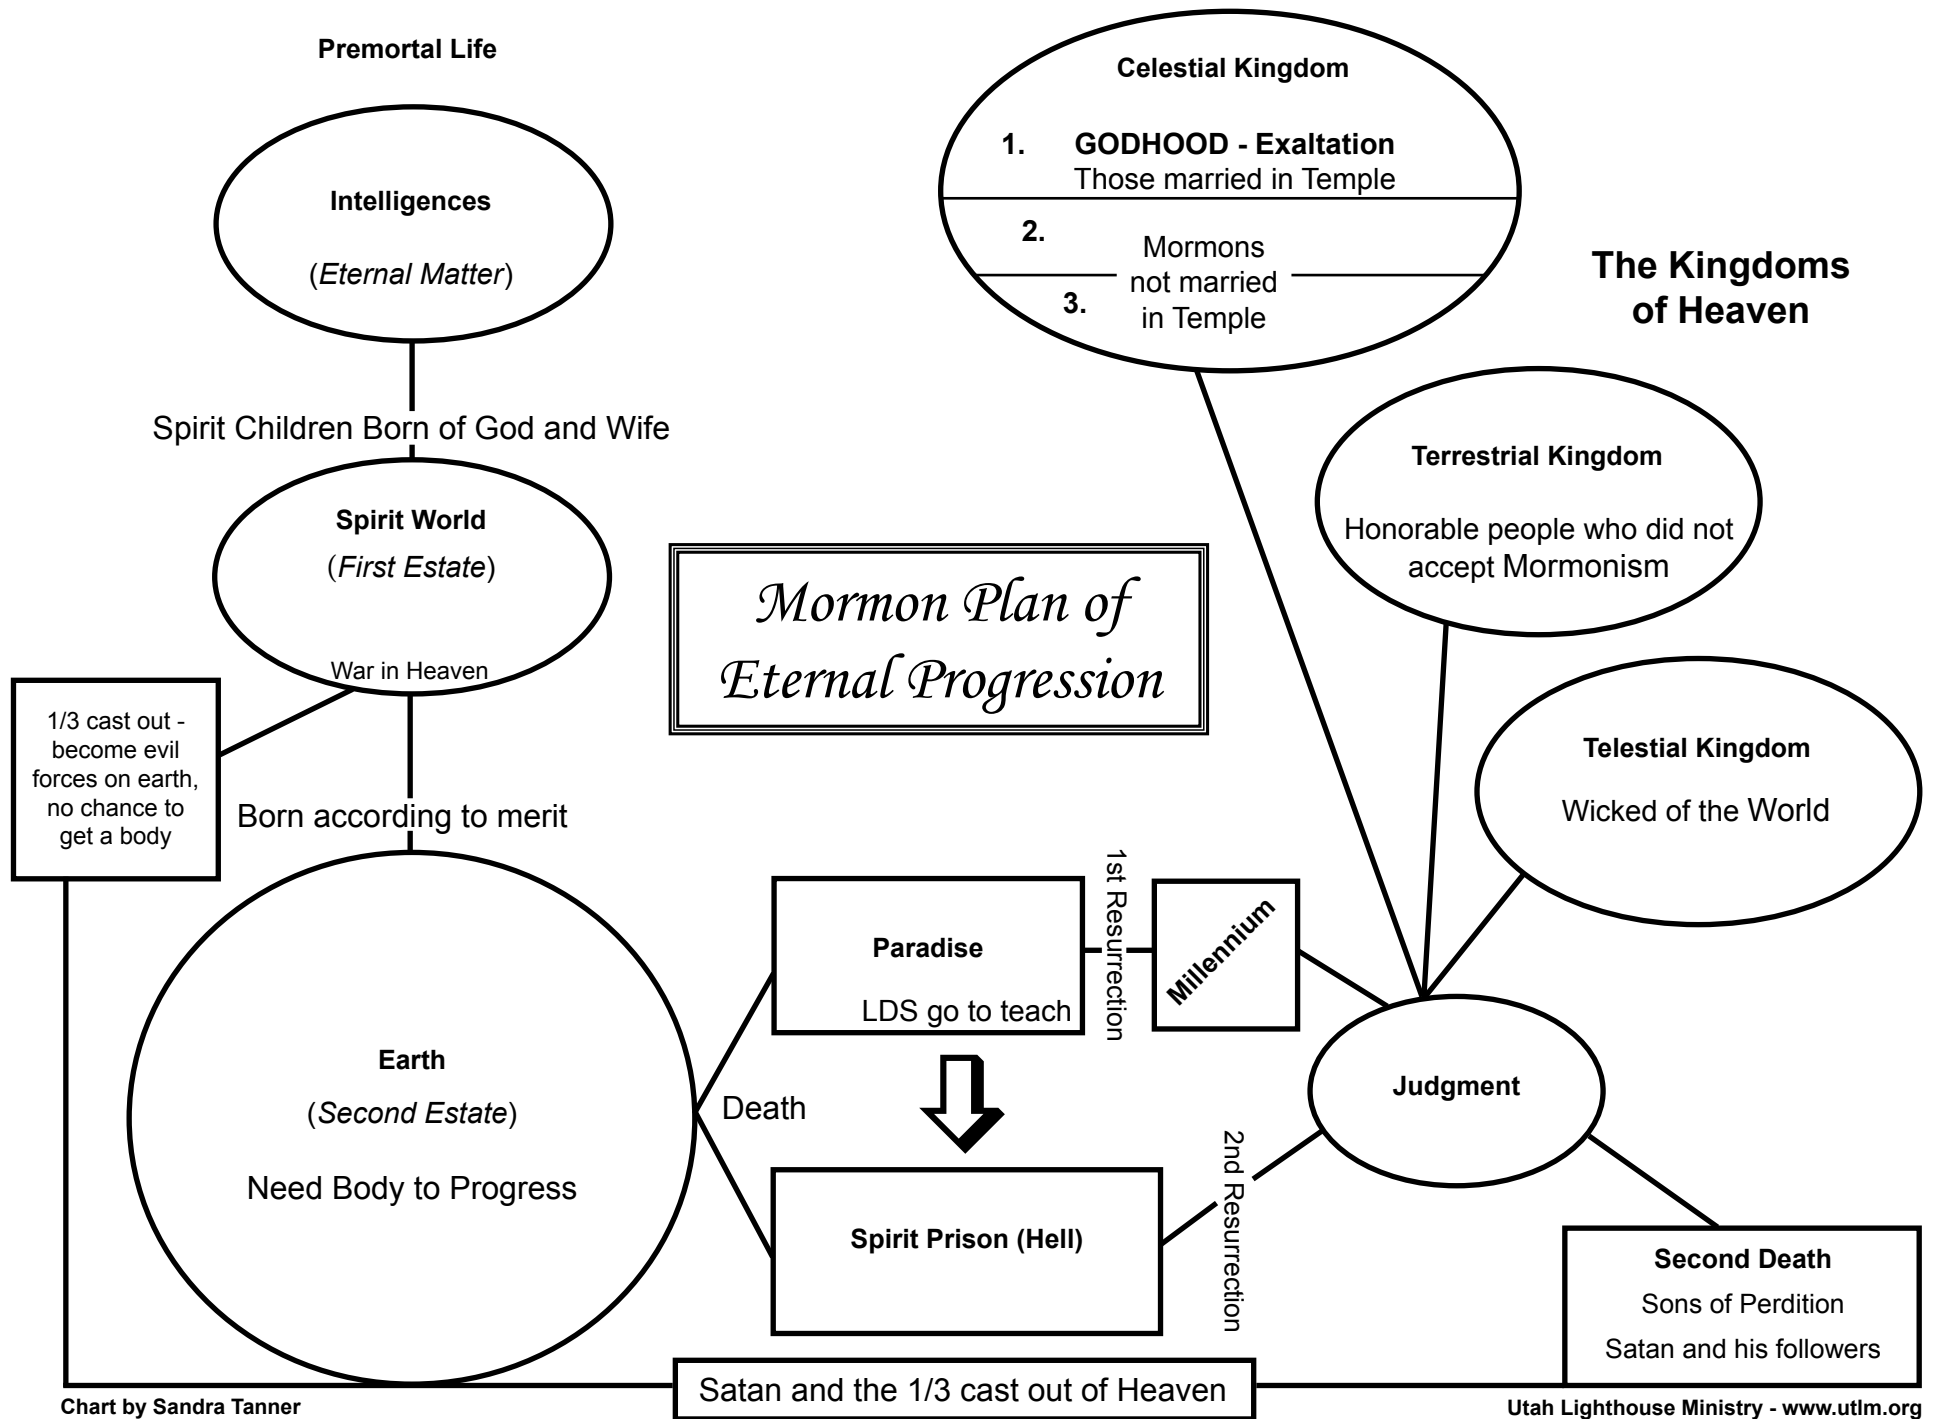 Premortal Life
Intelligences
(Eternal Matter)
Spirit Children Born of God and Wife
Spirit World
(First Estate)
War in Heaven
1/3 cast out -
become evil
forces on earth,
no chance to
get a body
Born according to merit
Earth
(Second Estate)
Need Body to Progress
Mormon Plan of
Eternal Progression
Death
Paradise
LDS go to teach
Spirit Prison (Hell)
1st Resurrection
Millennium
2nd Resurrection
Judgment
Celestial Kingdom
1. GODHOOD - Exaltation
Those married in Temple
2.
Mormons
not married
3.
in Temple
The Kingdoms
of Heaven
Terrestrial Kingdom
Honorable people who did not
accept Mormonism
Telestial Kingdom
Wicked of the World
Second Death
Sons of Perdition
Satan and his followers
Satan and the 1/3 cast out of Heaven
Chart by Sandra Tanner
Utah Lighthouse Ministry - www.utlm.org